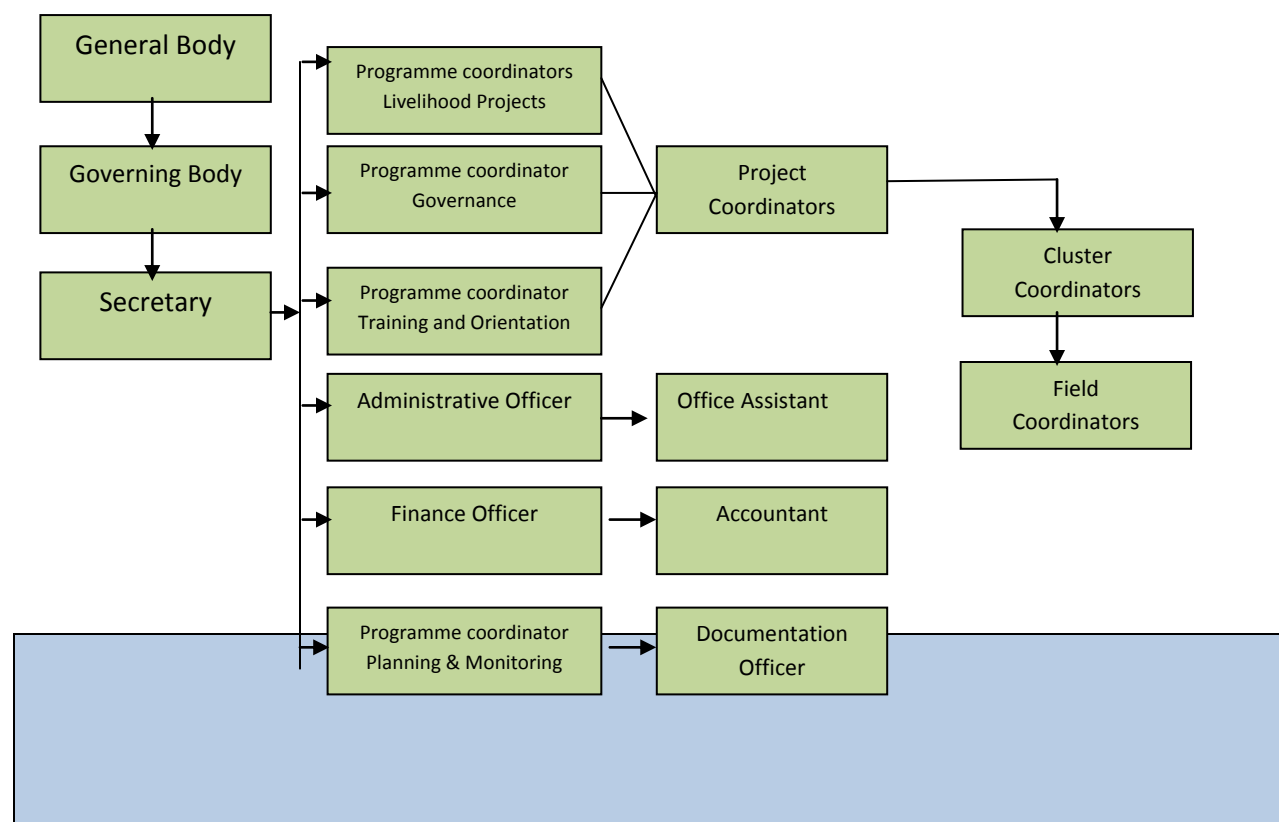 General Body
Governing Body
Secretary
Programme coordinators
Livelihood Projects
Programme coordinator
Governance
Programme coordinator
Training and Orientation
Administrative Officer
Finance Officer
Programme coordinator
Planning & Monitoring
Project
Coordinators
Office Assistant
Accountant
Documentation
Officer
Cluster
Coordinators
Field
Coordinators